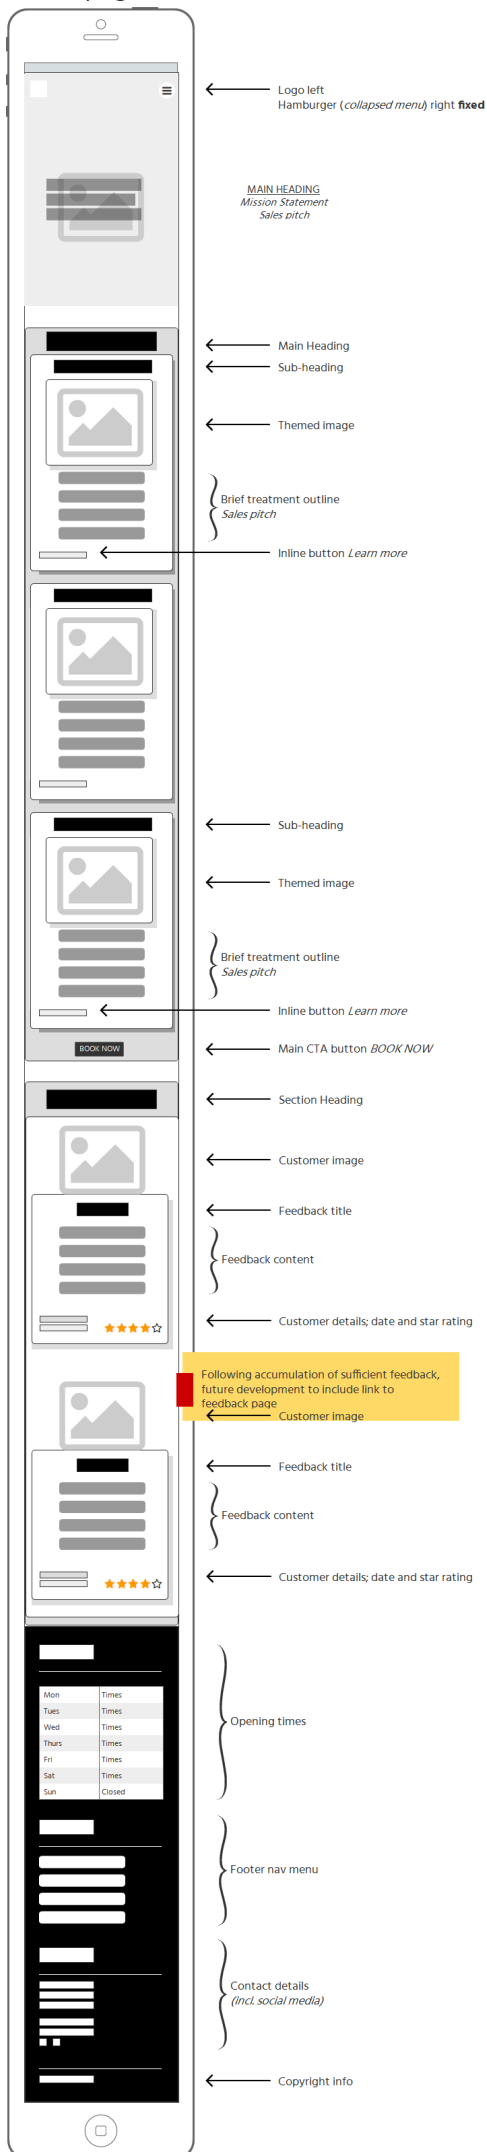 Logo left
Hamburger (collapsed menu) right fixed
MAIN HEADING
Mission Statement
Sales pitch
Main Heading
Sub-heading
Themed image
Brief treatment outline
Sales pitch
Inline button Learn more
Sub-heading
Themed image
Brief treatment outline
Sales pitch
Inline button Learn more
BOOK NOW
Main CTA button BOOK NOW
Section Heading
Customer image
Feedback title
Feedback content
Customer details; date and star rating
Following accumulation of sufficient feedback,
future development to include link to
feedback page
Customer image
Feedback title
Feedback content
Customer details; date and star rating
Mon Times
Tues Times
Wed Times
Thurs Times
Fri Times
Sat Times
Sun Closed
Opening times
Footer nav menu
Contact details
(incl. social media)
Copyright info